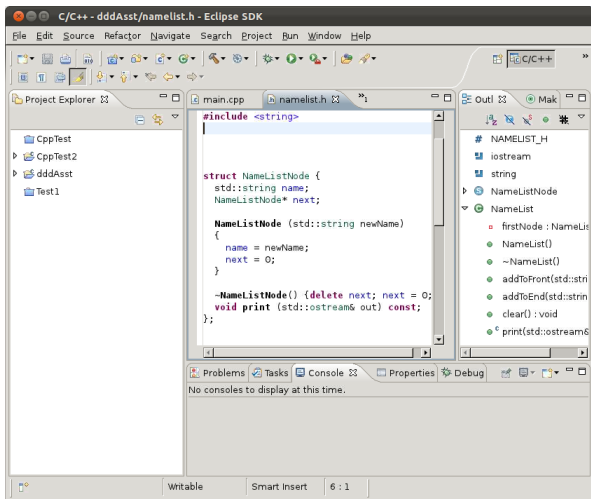 C/C++ - dddAsst/namelist.h - Eclipse SDK
File Edit Source Refactor Navigate Search Project Run Window Help
C/C++ »
Project Explorer
main.cpp namelist.h »1
Outl Mak
CppTest
CppTest2
dddAsst
Test1
#include <string>
struct NameListNode {
std::string name;
NameListNode* next;
NameListNode (std::string newName)
{
name = newName;
next = 0;
}
~NameListNode() {delete next; next = 0;
void print (std::ostream& out) const;
};
# NAMELIST_H
iostream
string
NameListNode
NameList
firstNode : NameLis
NameList()
~NameList()
addToFront(std::stri
addToEnd(std::strin
clear() : void
print(std::ostream&
Problems Tasks Console Properties Debug
No consoles to display at this time.
Writable Smart Insert 6 : 1